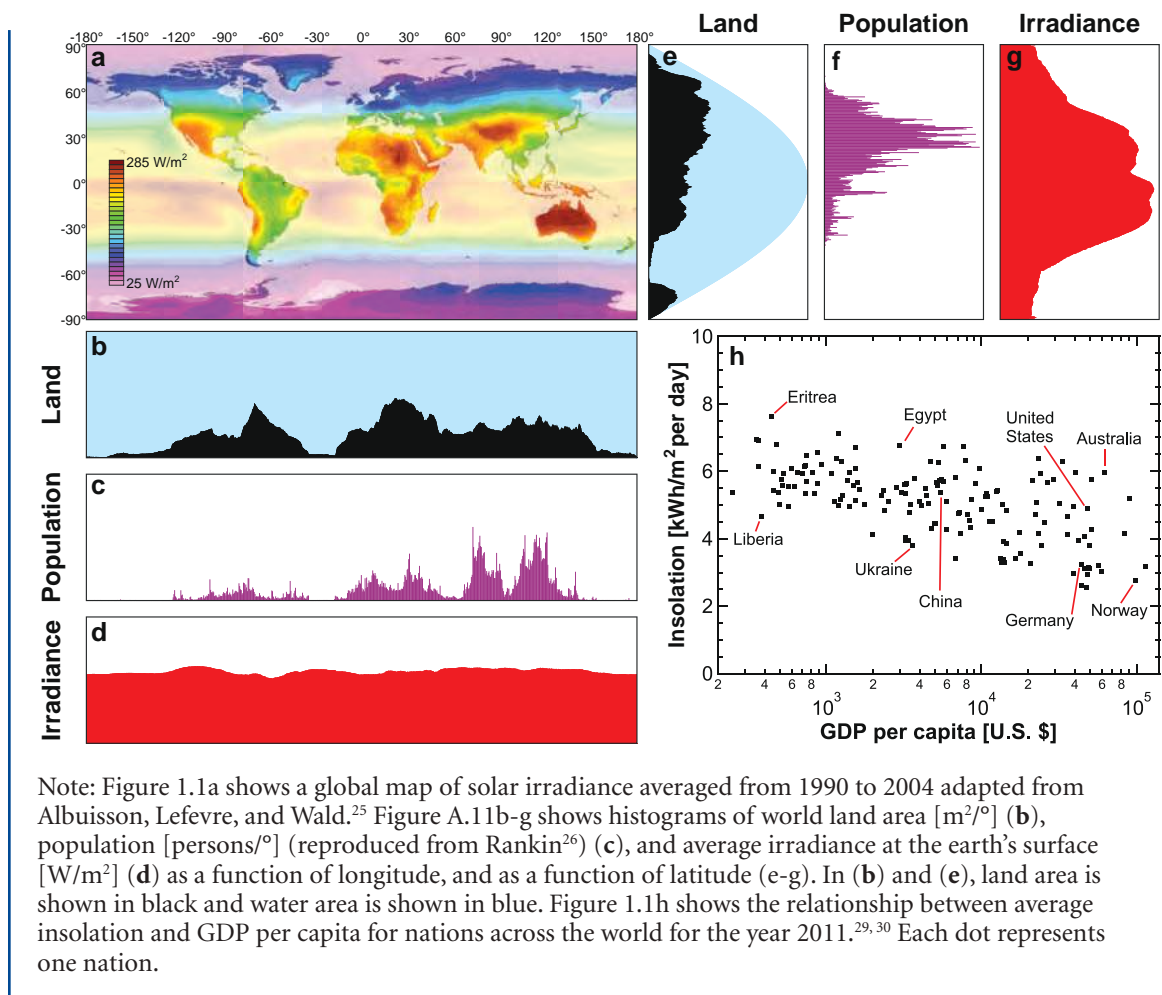 Land Population Irradiance
-180° -120° -60° 0° 30° 60° 90° 120° 150° 180°
-150° -90° -30°
90°
60°
30°
0°
-30°
-60°
-90°
a
285 W/m²
25 W/m²
e
f
g
b
Land
c
Population
d
Irradiance
h
Insolation [kWh/m² per day]
10
8
6
4
2
0
Eritrea
Egypt
United
States
Australia
Liberia
Ukraine
China
Germany
Norway
2 4 6 8 2 4 6 8 2 4 6 8
10³ 10⁴ 10⁵
GDP per capita [U.S. $]
Note: Figure 1.1a shows a global map of solar irradiance averaged from 1990 to 2004 adapted from
Albuisson, Lefevre, and Wald.²⁵ Figure A.11b-g shows histograms of world land area [m²/°] (b),
population [persons/°] (reproduced from Rankin²⁶) (c), and average irradiance at the earth's surface
[W/m²] (d) as a function of longitude, and as a function of latitude (e-g). In (b) and (e), land area is
shown in black and water area is shown in blue. Figure 1.1h shows the relationship between average
insolation and GDP per capita for nations across the world for the year 2011.²⁹, ³⁰ Each dot represents
one nation.